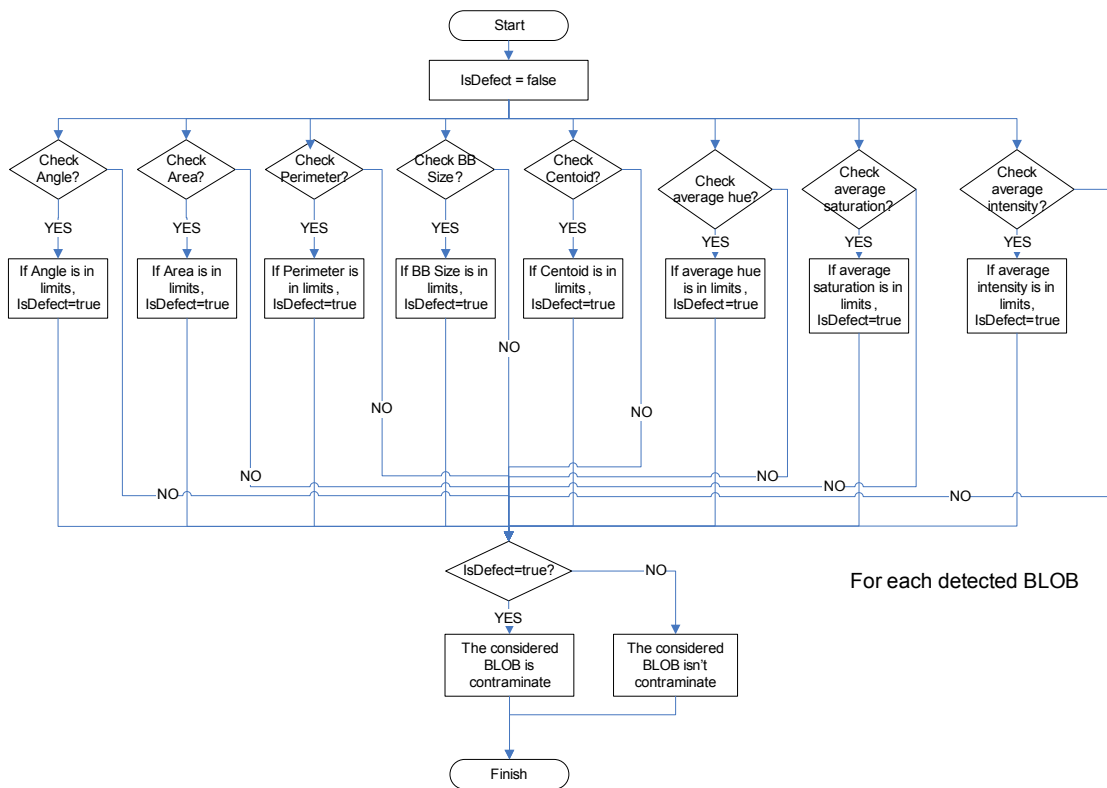 Start
IsDefect = false
Check
Angle?
Check
Area?
Check
Perimeter?
Check BB
Size?
Check
Centoid?
Check
average hue?
Check
average
saturation?
Check
average
intensity?
YES
YES
YES
YES
YES
YES
YES
YES
If Angle is in
limits,
IsDefect=true
If Area is in
limits,
IsDefect=true
If Perimeter is
in limits,
IsDefect=true
If BB Size is in
limits,
IsDefect=true
If Centoid is in
limits,
IsDefect=true
If average hue
is in limits,
IsDefect=true
If average
saturation is in
limits,
IsDefect=true
If average
intensity is in
limits,
IsDefect=true
NO
NO
NO
NO
NO
NO
NO
NO
IsDefect=true?
NO
For each detected BLOB
YES
The considered
BLOB is
contaminate
The considered
BLOB isn't
contaminate
Finish